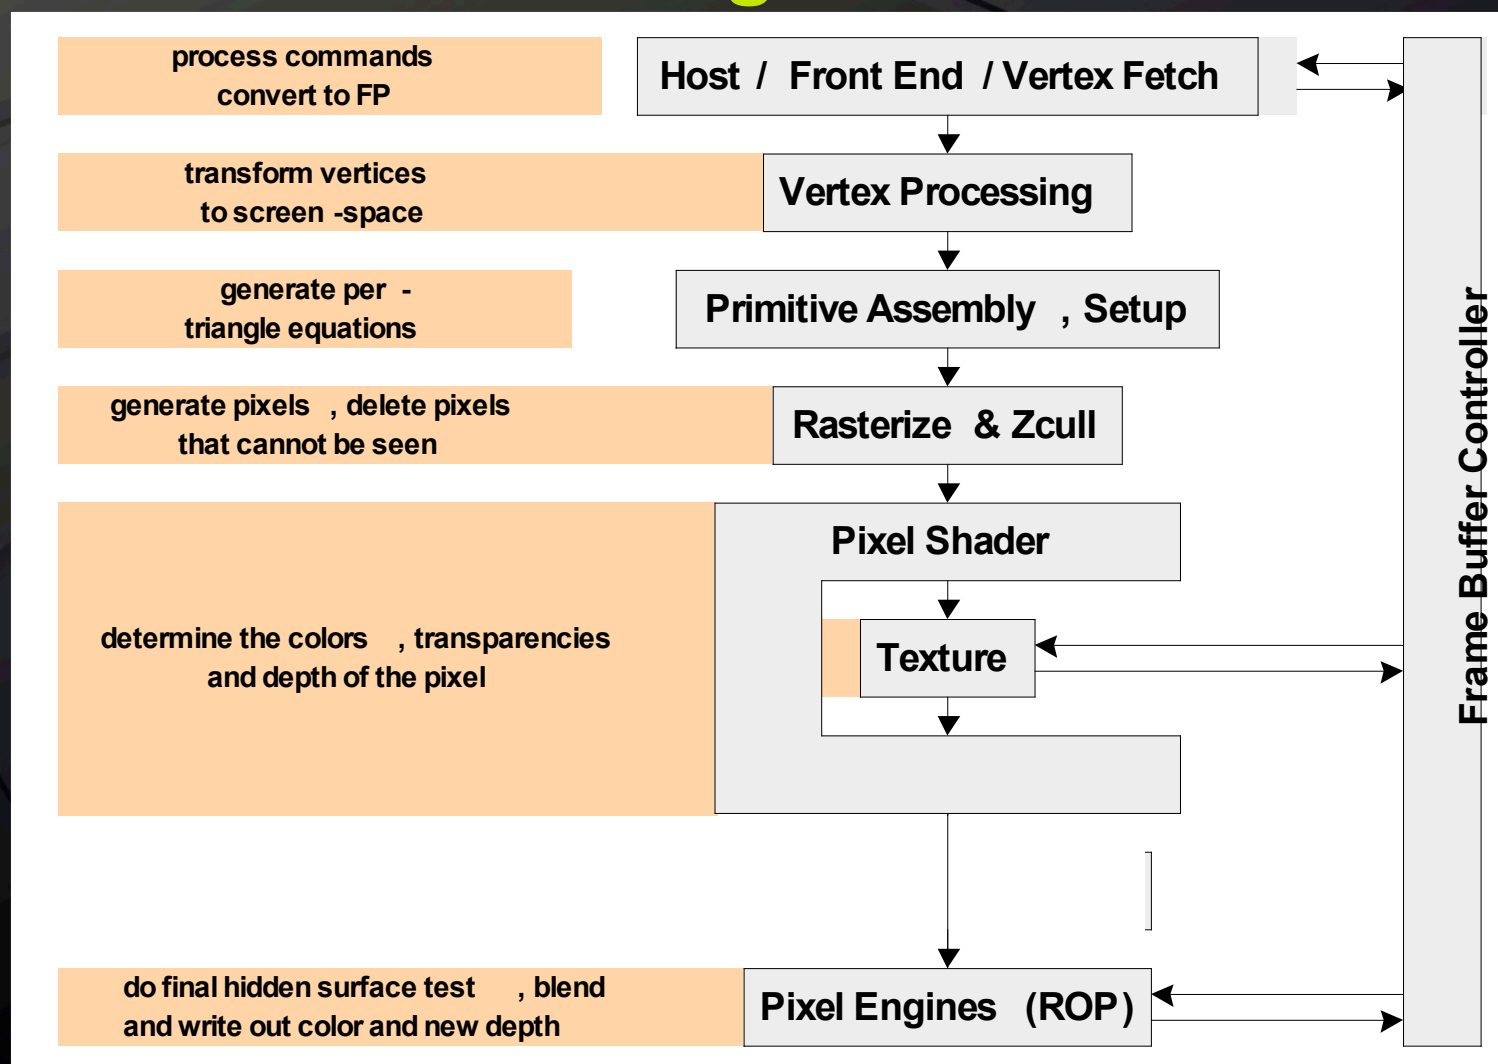 process commands
convert to FP
Host / Front End / Vertex Fetch
transform vertices
to screen -space
Vertex Processing
generate per -
triangle equations
Primitive Assembly , Setup
generate pixels , delete pixels
that cannot be seen
Rasterize & Zcull
Pixel Shader
determine the colors , transparencies
and depth of the pixel
Texture
do final hidden surface test , blend
and write out color and new depth
Pixel Engines (ROP)
Frame Buffer Controller